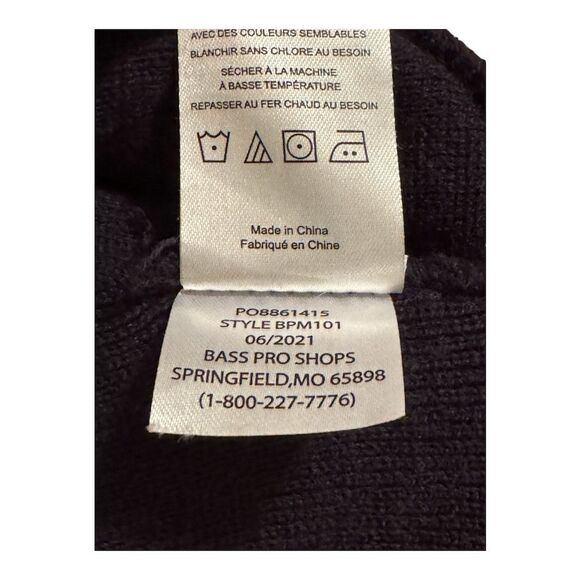 AVEC DES COULEURS SEMBLABLES
BLANCHIR SANS CHLORE AU BESOIN
SÉCHER À LA MACHINE
À BASSE TEMPÉRATURE
REPASSER AU FER CHAUD AU BESOIN
Made in China
Fabriqué en Chine
PO8861415
STYLE BPM101
06/2021
BASS PRO SHOPS
SPRINGFIELD,MO 65898
(1-800-227-7776)